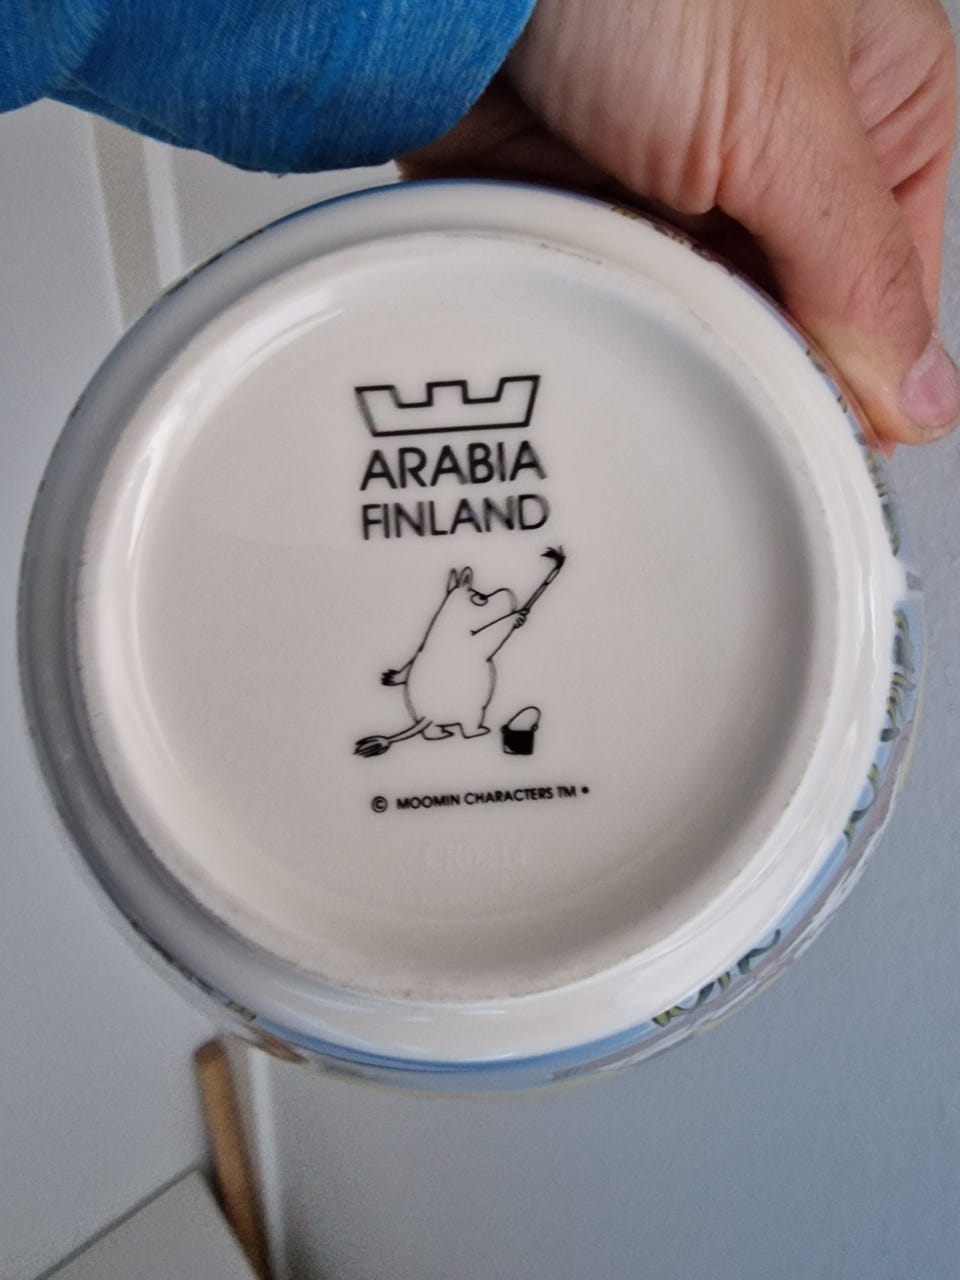 ARABIA
FINLAND
© MOOMIN CHARACTERS TM •